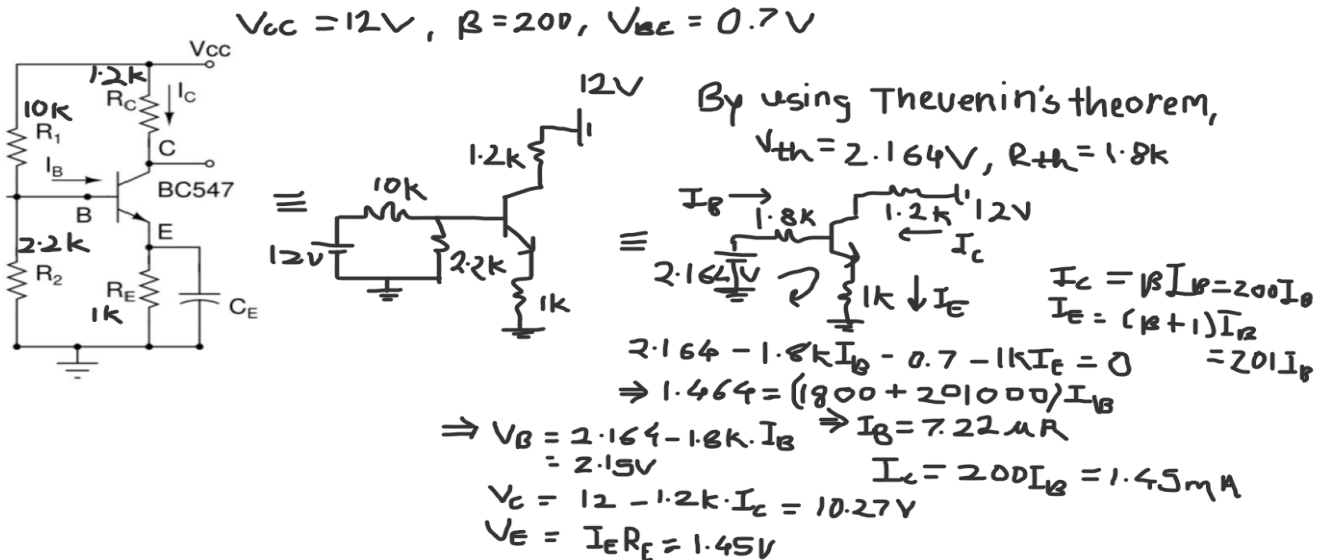 VCC = 12V, β = 200, VBE = 0.7V
Vcc
1.2k
RC
IC
10K
R1
C
IB
BC547
B
E
2.2k
R2
RE
1k
CE
≡
12V
1.2k
10k
12V
2.2k
1k
≡
By using Thevenin's theorem,
Vth = 2.164V, Rth = 1.8k
IB
1.8K
1.2k
12V
Ic
2.164V
1k
IE
Ic = βIB = 200IB
IE = (β+1)IB
= 201IB
2.164 - 1.8kIB - 0.7 - 1kIE = 0
⇒ 1.464 = (1800 + 201000)IB
⇒ VB = 2.164 - 1.8k.IB ⇒ IB = 7.22 μA
= 2.15V
Ic = 200IB = 1.45mA
Vc = 12 - 1.2k.Ic = 10.27V
VE = IERE = 1.45V